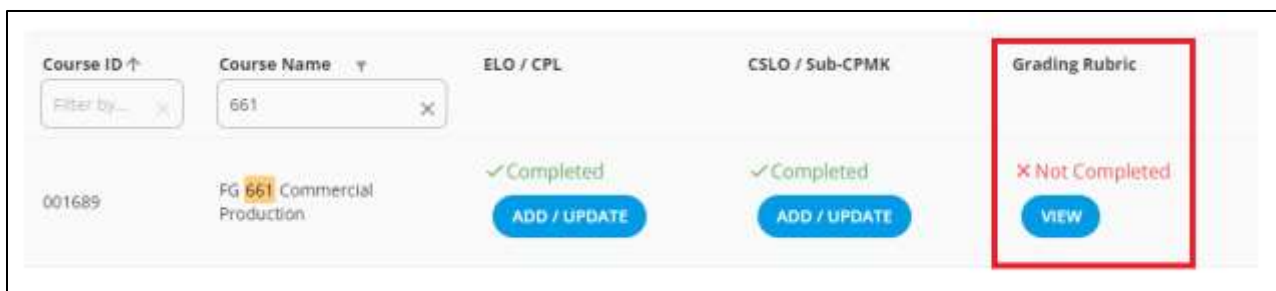 Course ID ↑ Course Name ELO / CPL CSLO / Sub-CPMK Grading Rubric
Filter by... × 661 ×
✓ Completed ✓ Completed × Not Completed
001689 FG 661 Commercial Production
ADD / UPDATE ADD / UPDATE VIEW